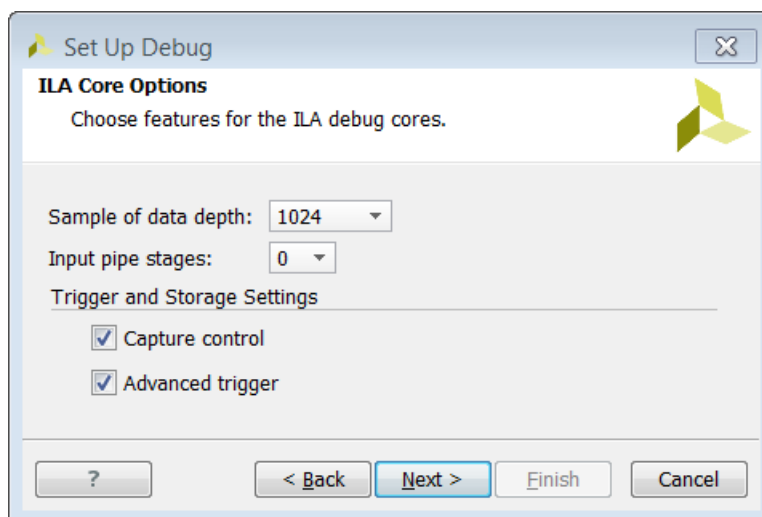 Set Up Debug
ILA Core Options
Choose features for the ILA debug cores.
Sample of data depth: 1024
Input pipe stages: 0
Trigger and Storage Settings
Capture control
Advanced trigger
? < Back Next > Finish Cancel